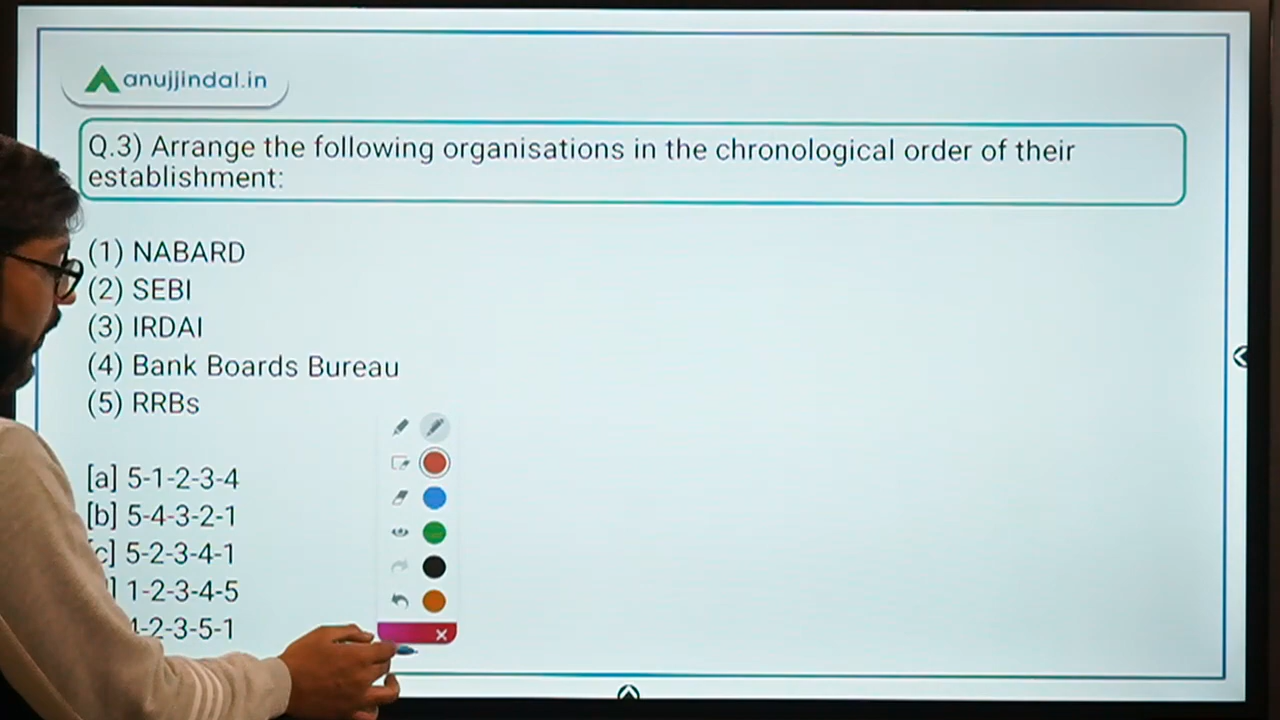 anujjindal.in
Q.3) Arrange the following organisations in the chronological order of their
establishment:
(1) NABARD
(2) SEBI
(3) IRDAI
(4) Bank Boards Bureau
(5) RRBs
[a] 5-1-2-3-4
[b] 5-4-3-2-1
c] 5-2-3-4-1
] 1-2-3-4-5
-2-3-5-1